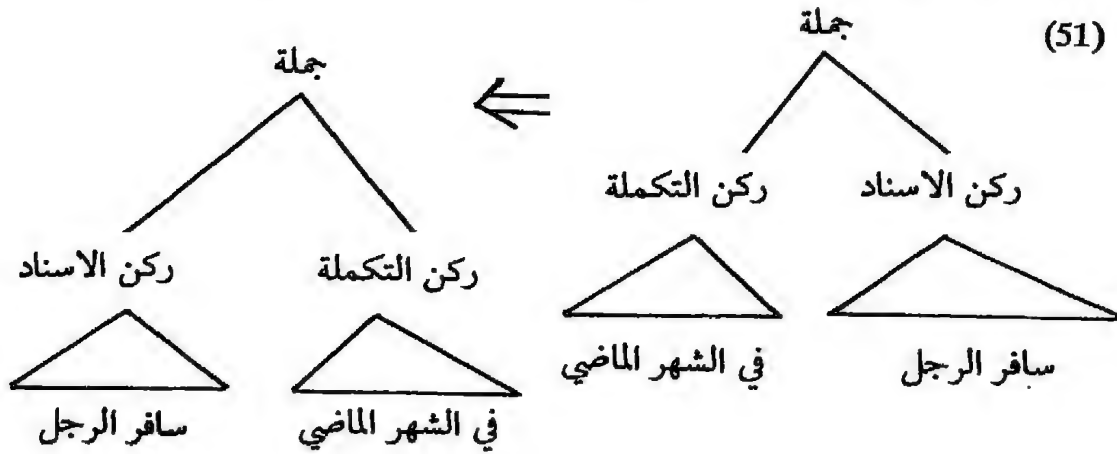 (51)
جملة
ركن الاسناد
ركن التكملة
سافر الرجل
في الشهر الماضي
جملة
ركن التكملة
ركن الاسناد
في الشهر الماضي
سافر الرجل